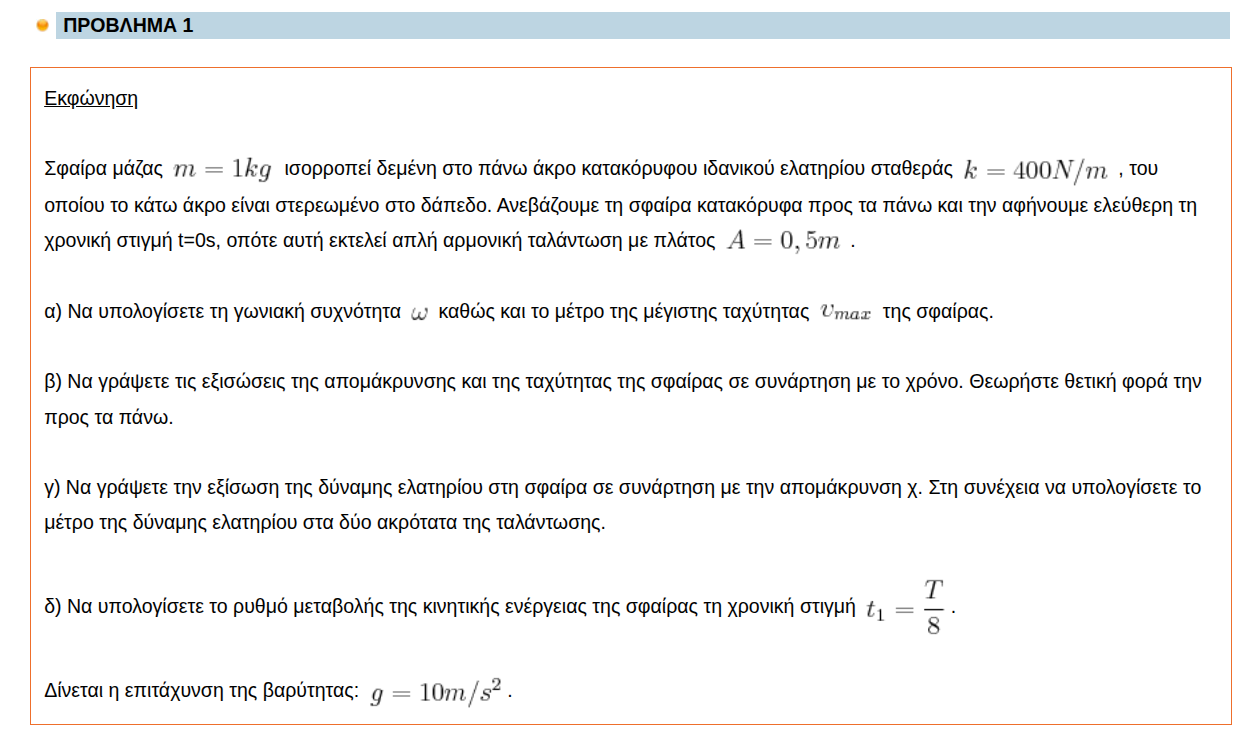 ΠΡΟΒΛΗΜΑ 1
Εκφώνηση
Σφαίρα μάζας m = 1kg ισορροπεί δεμένη στο πάνω άκρο κατακόρυφου ιδανικού ελατηρίου σταθεράς k = 400N/m , του
οποίου το κάτω άκρο είναι στερεωμένο στο δάπεδο. Ανεβάζουμε τη σφαίρα κατακόρυφα προς τα πάνω και την αφήνουμε ελεύθερη τη
χρονική στιγμή t=0s, οπότε αυτή εκτελεί απλή αρμονική ταλάντωση με πλάτος A = 0,5m .
α) Να υπολογίσετε τη γωνιακή συχνότητα ω καθώς και το μέτρο της μέγιστης ταχύτητας υ_{max} της σφαίρας.
β) Να γράψετε τις εξισώσεις της απομάκρυνσης και της ταχύτητας της σφαίρας σε συνάρτηση με το χρόνο. Θεωρήστε θετική φορά την
προς τα πάνω.
γ) Να γράψετε την εξίσωση της δύναμης ελατηρίου στη σφαίρα σε συνάρτηση με την απομάκρυνση χ. Στη συνέχεια να υπολογίσετε το
μέτρο της δύναμης ελατηρίου στα δύο ακρότατα της ταλάντωσης.
δ) Να υπολογίσετε το ρυθμό μεταβολής της κινητικής ενέργειας της σφαίρας τη χρονική στιγμή t₁ = T/8 .
Δίνεται η επιτάχυνση της βαρύτητας: g = 10m/s² .